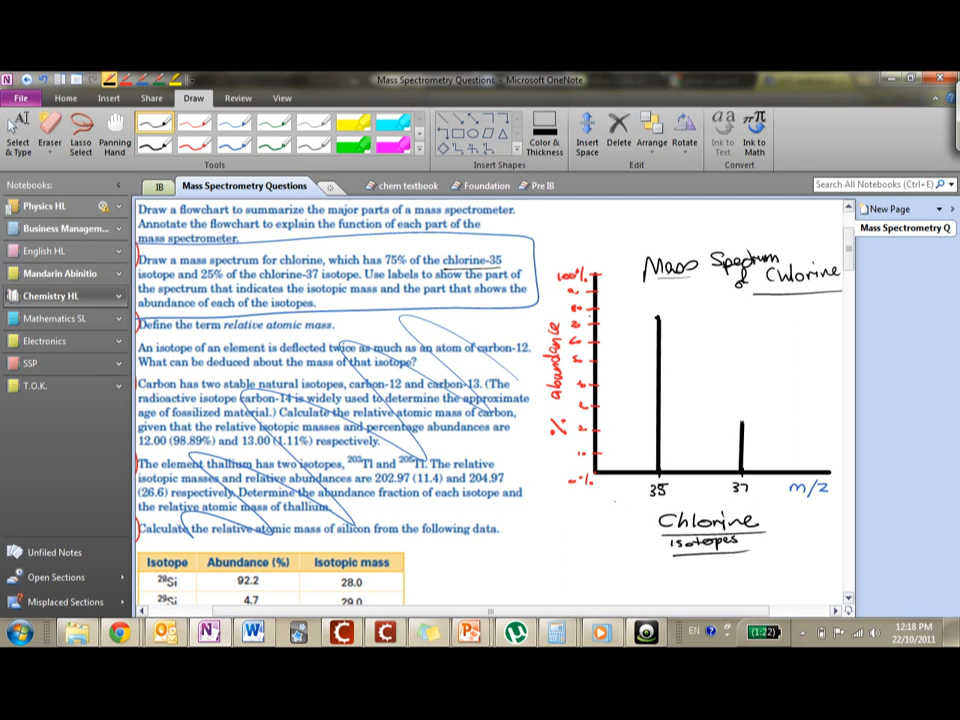 Mass Spectrometry Questions - Microsoft OneNote
File Home Insert Share Draw Review View
Select & Type
Eraser
Lasso Select
Panning Hand
Color & Thickness
Insert Space
Delete
Arrange
Rotate
Ink to Text
Ink to Math
Tools Insert Shapes Edit Convert
Notebooks:
IB Mass Spectrometry Questions chem textbook Foundation Pre IB
Search All Notebooks (Ctrl+E)
Physics HL
Business Managem...
English HL
Mandarin Abinitio
Chemistry HL
Mathematics SL
Electronics
SSP
T.O.K.
Unfiled Notes
Open Sections
Misplaced Sections
New Page
Mass Spectrometry Q
Draw a flowchart to summarize the major parts of a mass spectrometer.
Annotate the flowchart to explain the function of each part of the
mass spectrometer.
Draw a mass spectrum for chlorine, which has 75% of the chlorine-35
isotope and 25% of the chlorine-37 isotope. Use labels to show the part of
the spectrum that indicates the isotopic mass and the part that shows the
abundance of each of the isotopes.
Define the term relative atomic mass.
An isotope of an element is deflected twice as much as an atom of carbon-12.
What can be deduced about the mass of that isotope?
Carbon has two stable natural isotopes, carbon-12 and carbon-13. (The
radioactive isotope carbon-14 is widely used to determine the approximate
age of fossilized material.) Calculate the relative atomic mass of carbon,
given that the relative isotopic masses and percentage abundances are
12.00 (98.89%) and 13.00 (1.11%) respectively.
The element thallium has two isotopes, ²⁰³Tl and ²⁰⁵Tl. The relative
isotopic masses and relative abundances are 202.97 (11.4) and 204.97
(26.6) respectively. Determine the abundance fraction of each isotope and
the relative atomic mass of thallium.
Calculate the relative atomic mass of silicon from the following data.
Isotope Abundance (%) Isotopic mass
²⁸Si 92.2 28.0
²⁹Si 4.7 29.0
Mass Spectrum
of Chlorine
100%
% abundance
0%
35 37 m/z
Chlorine
isotopes
EN
(1:22)
12:18 PM
22/10/2011